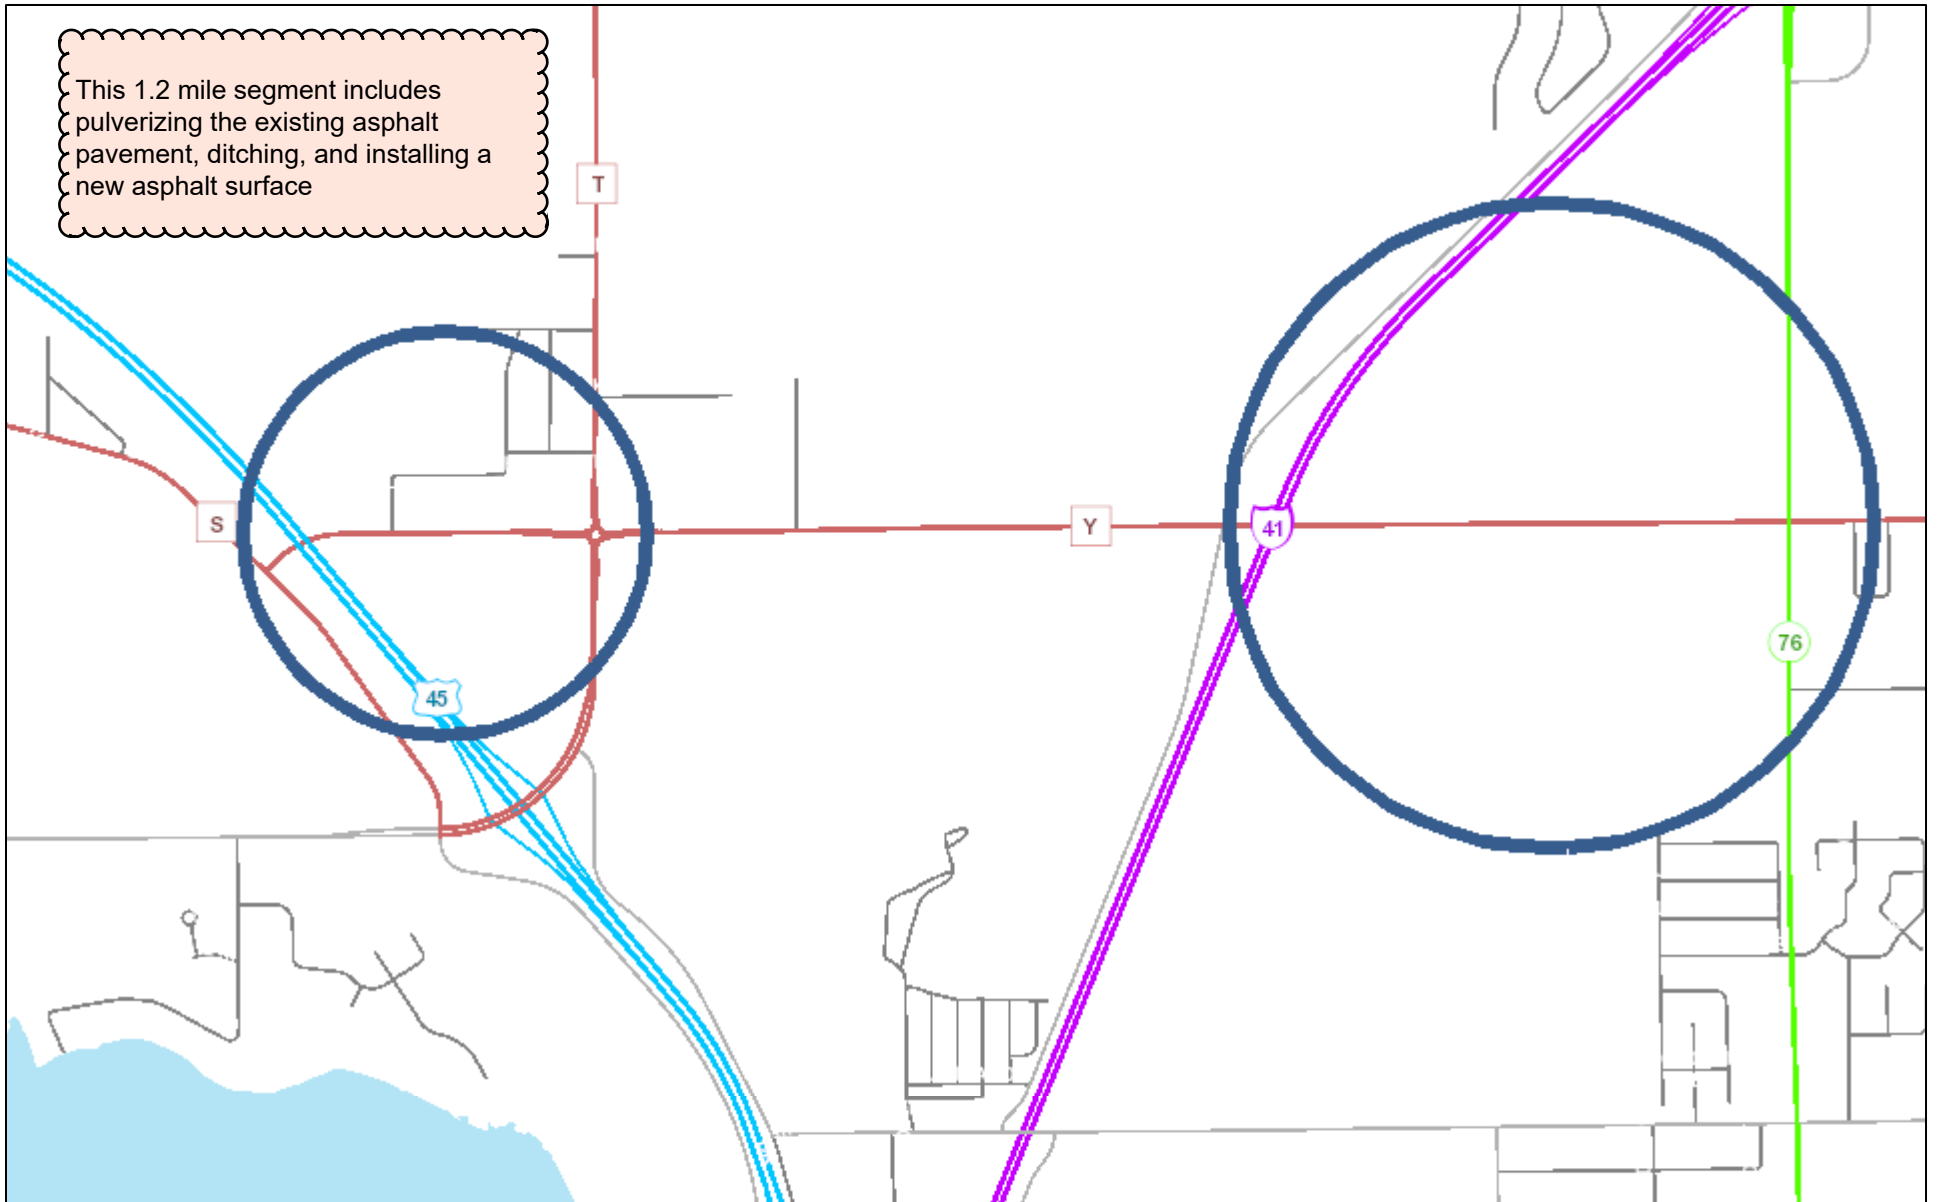 This 1.2 mile segment includes
pulverizing the existing asphalt
pavement, ditching, and installing a
new asphalt surface
T
S
Y
41
76
45